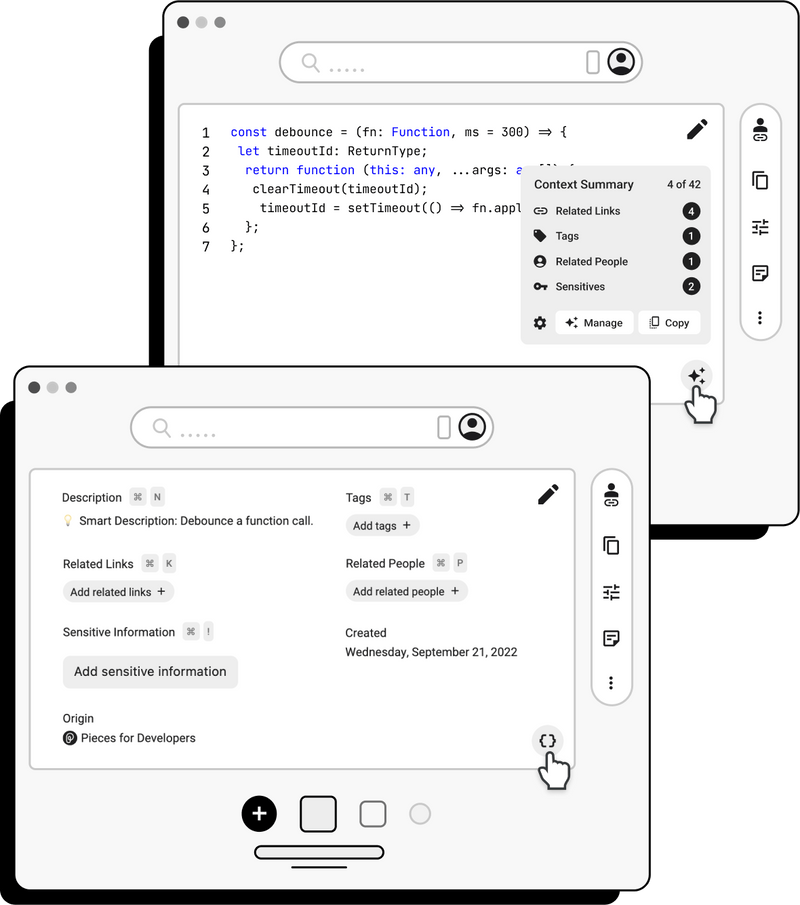 .....
1 const debounce = (fn: Function, ms = 300) => {
2 let timeoutId: ReturnType;
3 return function (this: any, ...args: a
4 clearTimeout(timeoutId);
5 timeoutId = setTimeout(() => fn.appl
6 };
7 };
Context Summary 4 of 42
Related Links 4
Tags 1
Related People 1
Sensitives 2
Manage Copy
.....
Description ⌘ N
Smart Description: Debounce a function call.
Tags ⌘ T
Add tags +
Related Links ⌘ K
Add related links +
Related People ⌘ P
Add related people +
Sensitive Information ⌘ !
Add sensitive information
Created
Wednesday, September 21, 2022
Origin
Pieces for Developers
{}
+